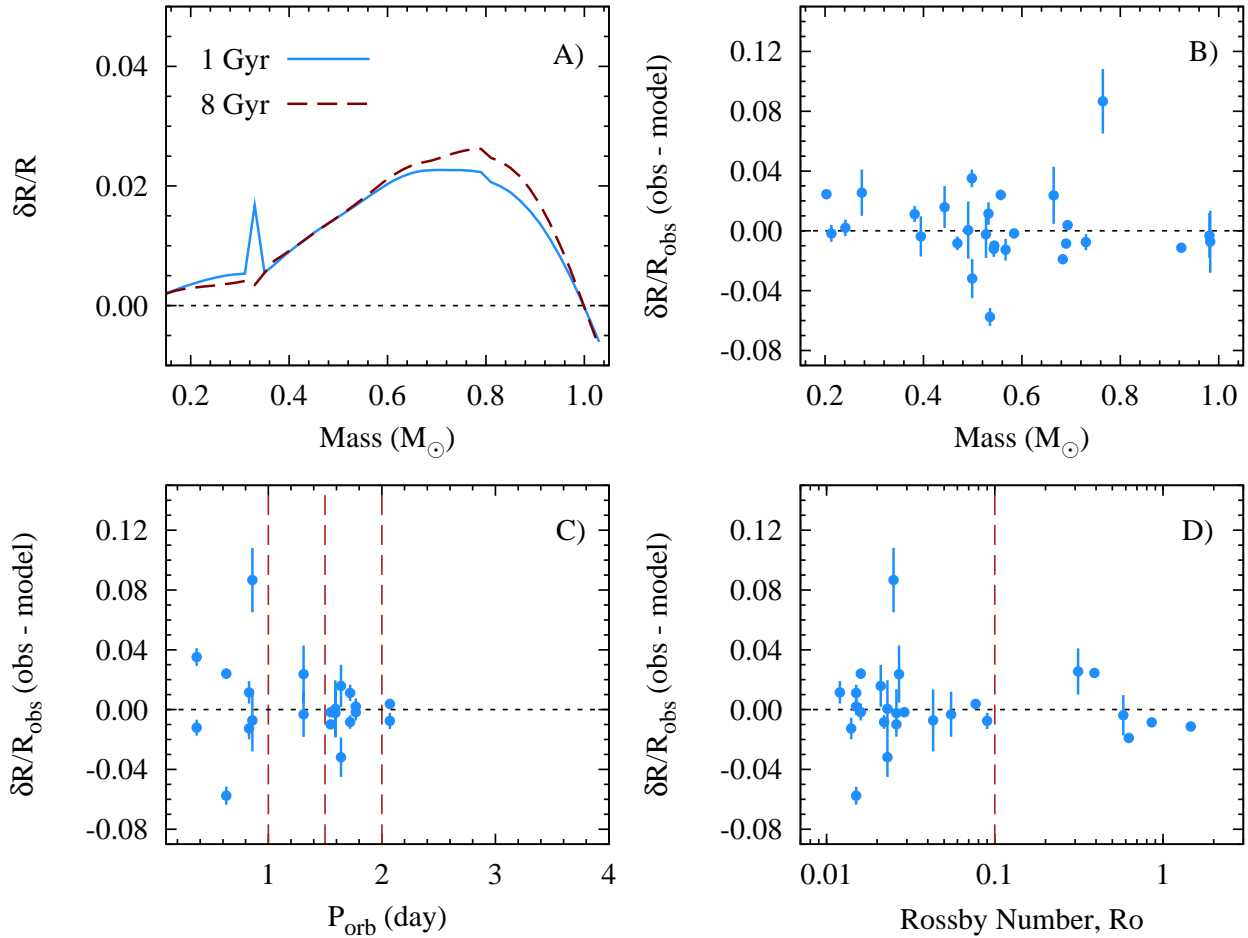 A)
1 Gyr
8 Gyr
δR/R
0.04
0.02
0.00
0.2 0.4 0.6 0.8 1.0
Mass (M☉)
B)
δR/R_obs (obs - model)
0.12
0.08
0.04
0.00
-0.04
-0.08
0.2 0.4 0.6 0.8 1.0
Mass (M☉)
C)
δR/R_obs (obs - model)
0.12
0.08
0.04
0.00
-0.04
-0.08
1 2 3 4
P_orb (day)
D)
δR/R_obs (obs - model)
0.12
0.08
0.04
0.00
-0.04
-0.08
0.01 0.1 1
Rossby Number, Ro